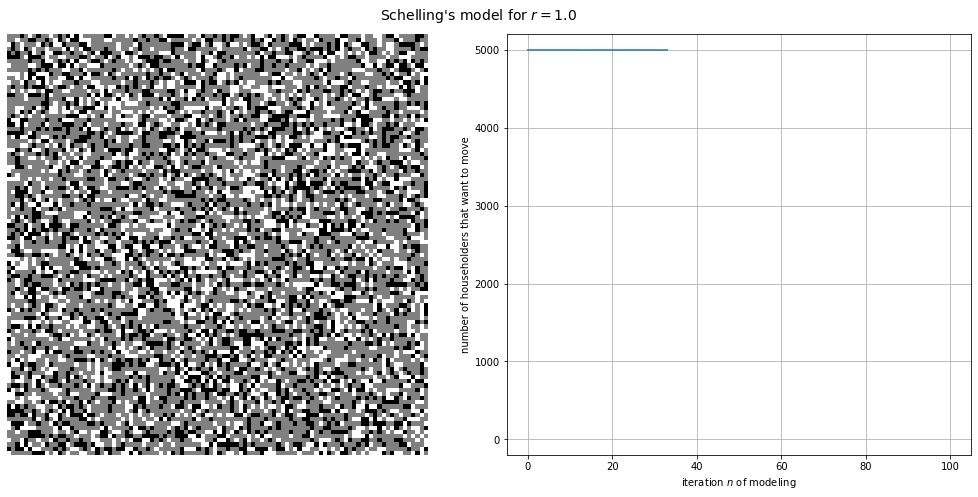 Schelling's model for r = 1.0
number of householders that want to move
5000
4000
3000
2000
1000
0
0 20 40 60 80 100
iteration n of modeling